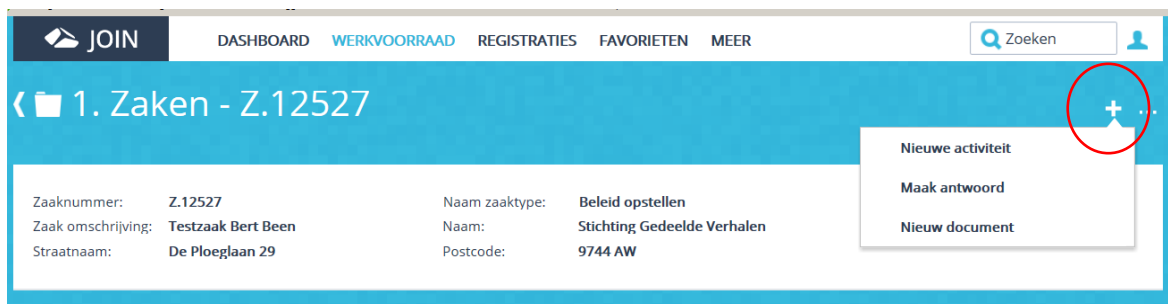 JOIN DASHBOARD WERKVOORRAAD REGISTRATIES FAVORIETEN MEER Zoeken
1. Zaken - Z.12527
+ ...
Nieuwe activiteit
Maak antwoord
Nieuw document
Zaaknummer: Z.12527 Naam zaaktype: Beleid opstellen
Zaak omschrijving: Testzaak Bert Been Naam: Stichting Gedeelde Verhalen
Straatnaam: De Ploeglaan 29 Postcode: 9744 AW